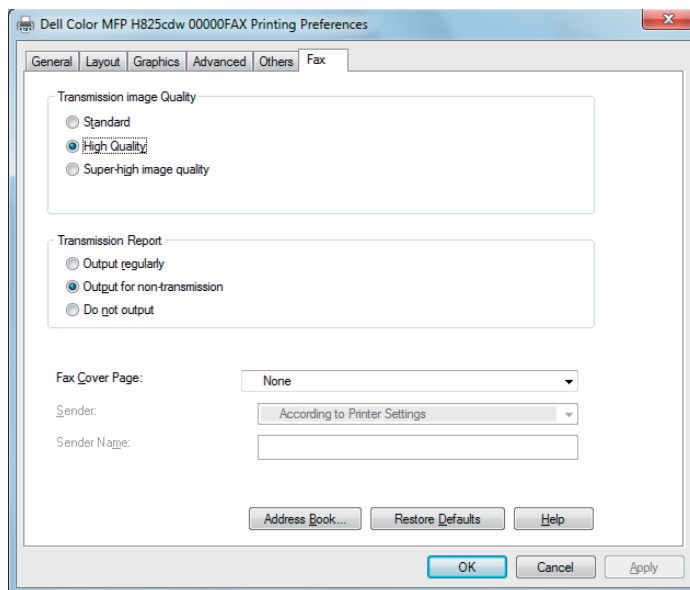 Dell Color MFP H825cdw 00000FAX Printing Preferences
General Layout Graphics Advanced Others Fax
Transmission image Quality
Standard
High Quality
Super-high image quality
Transmission Report
Output regularly
Output for non-transmission
Do not output
Fax Cover Page: None
Sender: According to Printer Settings
Sender Name:
Address Book... Restore Defaults Help
OK Cancel Apply